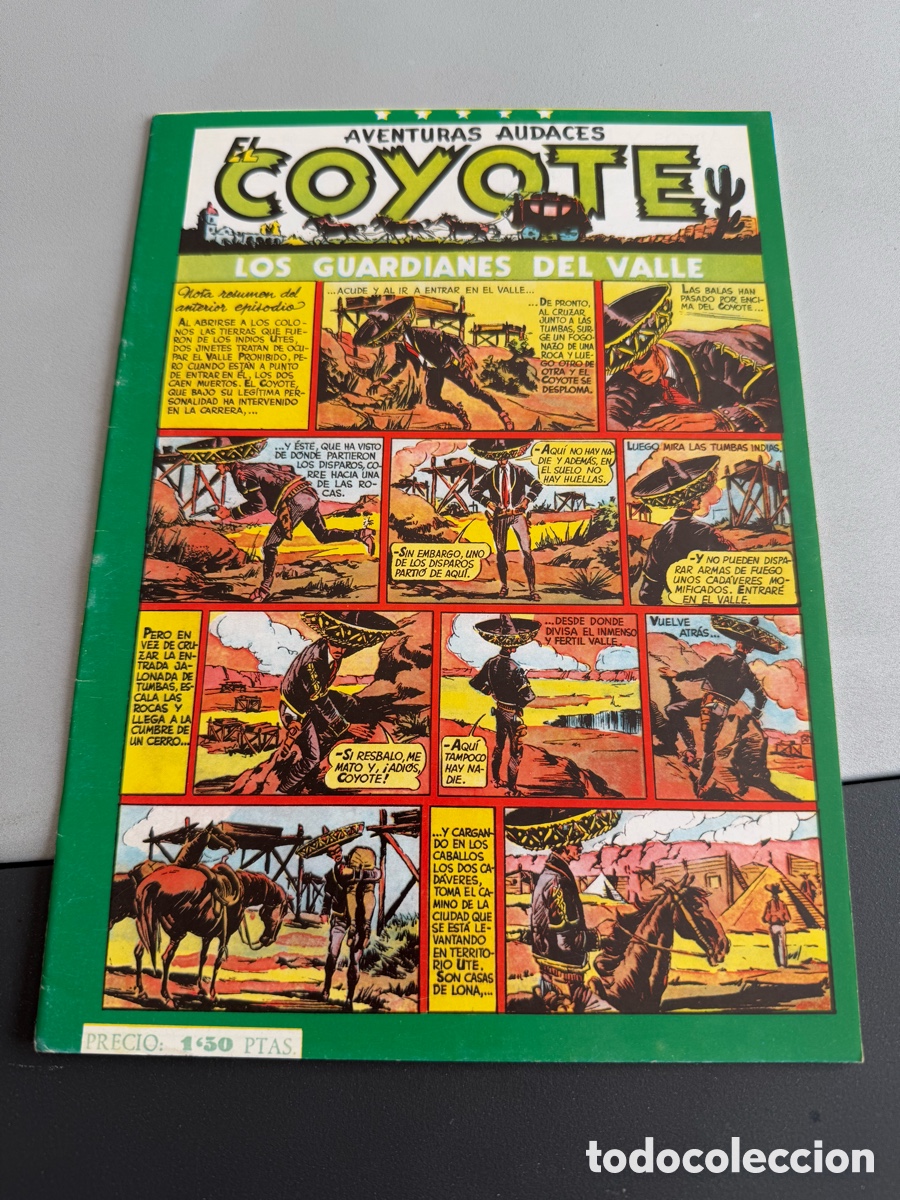 AVENTURAS AUDACES
EL
COYOTE
LOS GUARDIANES DEL VALLE
Nota resumen del
anterior episodio
AL ABRIRSE A LOS COLO-
NOS LAS TIERRAS QUE FUE-
RON DE LOS INDIOS UTES,
DOS JINETES TRATAN DE OCU-
PAR EL VALLE PROHIBIDO, PE-
RO CUANDO ESTÁN A PUNTO
DE ENTRAR EN ÉL, LOS DOS
CAEN MUERTOS. EL COYOTE,
QUE BAJO SU LEGÍTIMA PER-
SONALIDAD HA INTERVENIDO
EN LA CARRERA,...
...ACUDE Y AL IR A ENTRAR EN EL VALLE...
...DE PRONTO,
AL CRUZAR
JUNTO A LAS
TUMBAS, SUR-
GE UN FOGO-
NAZO DE UNA
ROCA Y LUE-
GO OTRO DE
OTRA Y EL
COYOTE SE
DESPLOMA.
LAS BALAS HAN
PASADO POR ENCI-
MA DEL COYOTE...
...Y ÉSTE, QUE HA VISTO
DE DONDE PARTIERON
LOS DISPAROS, CO-
RRE HACIA UNA
DE LAS RO-
CAS.
-AQUÍ NO HAY NA-
DIE Y ADEMÁS, EN
EL SUELO NO
HAY HUELLAS.
-SIN EMBARGO, UNO
DE LOS DISPAROS
PARTIÓ DE AQUÍ.
LUEGO MIRA LAS TUMBAS INDIAS.
-Y NO PUEDEN DISPA-
RAR ARMAS DE FUEGO
UNOS CADÁVERES MO-
MIFICADOS. ENTRARÉ
EN EL VALLE.
PERO EN
VEZ DE CRU-
ZAR LA EN-
TRADA JA-
LONADA DE
TUMBAS, ES-
CALA LAS
ROCAS Y
LLEGA A LA
CUMBRE DE
UN CERRO...
-SI RESBALO, ME
MATO Y, ¡ADIÓS,
COYOTE!
...DESDE DONDE
DIVISA EL INMENSO
Y FERTIL VALLE...
-AQUÍ
TAMPOCO
HAY NA-
DIE.
VUELVE
ATRÁS...
...Y CARGAN-
DO EN LOS
CABALLOS
LOS DOS CA-
DÁVERES,
TOMA EL CA-
MINO DE LA
CIUDAD QUE
SE ESTÁ LE-
VANTANDO
EN TERRITO-
RIO UTE.
SON CASAS
DE LONA,...
PRECIO: 1'50 PTAS.
todocoleccion